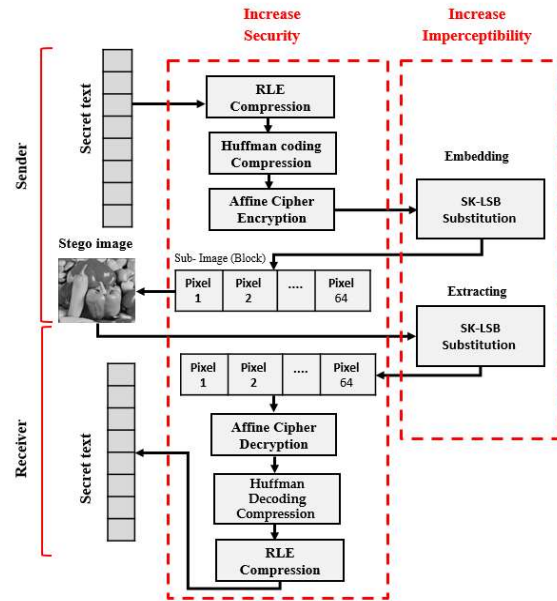 Increase
Security
Increase
Imperceptibility
Sender
Secret text
RLE
Compression
Huffman coding
Compression
Affine Cipher
Encryption
Embedding
SK-LSB
Substitution
Stego image
Sub- Image (Block)
Pixel 1
Pixel 2
....
Pixel 64
Extracting
SK-LSB
Substitution
Receiver
Secret text
Pixel 1
Pixel 2
....
Pixel 64
Affine Cipher
Decryption
Huffman
Decoding
Compression
RLE
Compression